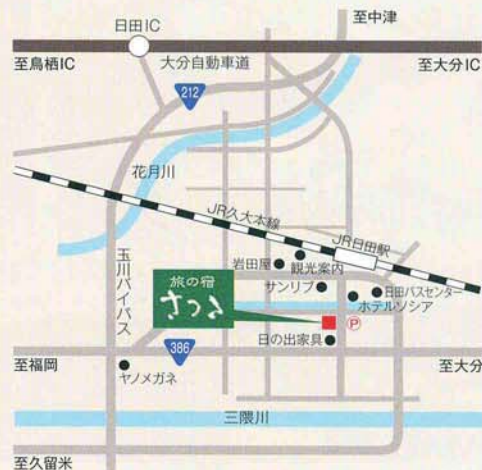 至中津
日田IC
至鳥栖IC
大分自動車道
至大分IC
212
花月川
JR久大本線
JR日田駅
玉川バイパス
岩田屋
観光案内
サンリブ
日田バスセンター
ホテルソシア
旅の宿
さつる
P
日の出家具
386
至福岡
至大分
ヤノメガネ
三隈川
至久留米